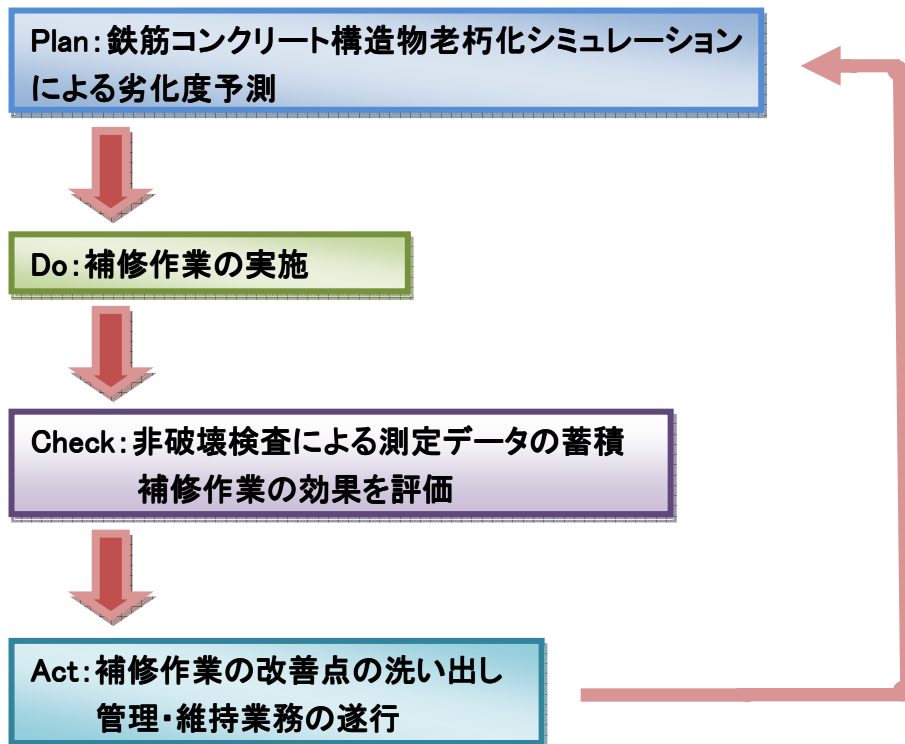 Plan:鉄筋コンクリート構造物老朽化シミュレーション
による劣化度予測
Do:補修作業の実施
Check:非破壊検査による測定データの蓄積
補修作業の効果を評価
Act:補修作業の改善点の洗い出し
管理・維持業務の遂行